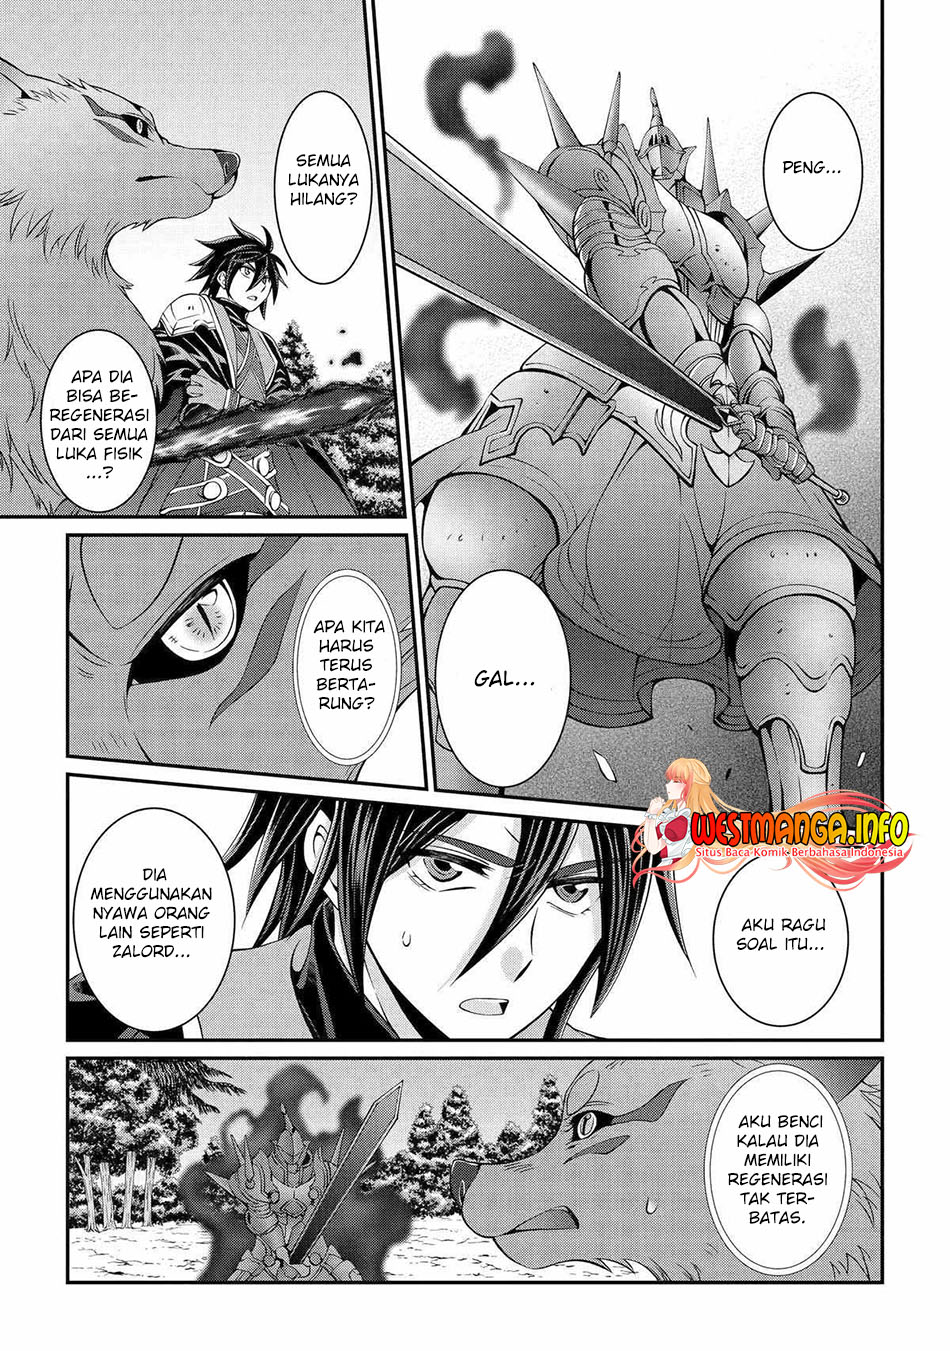 PENG...
SEMUA
LUKANYA
HILANG?
APA DIA
BISA BE-
REGENERASI
DARI SEMUA
LUKA FISIK
...?
GAL...
APA KITA
HARUS
TERUS
BERTA-
RUNG?
WESTMANGA.INFO
Situs Baca Komik Berbahasa Indonesia
AKU RAGU
SOAL ITU...
DIA
MENGGUNAKAN
NYAWA ORANG
LAIN SEPERTI
ZALORD...
AKU BENCI
KALAU DIA
MEMILIKI
REGENERASI
TAK TER-
BATAS.